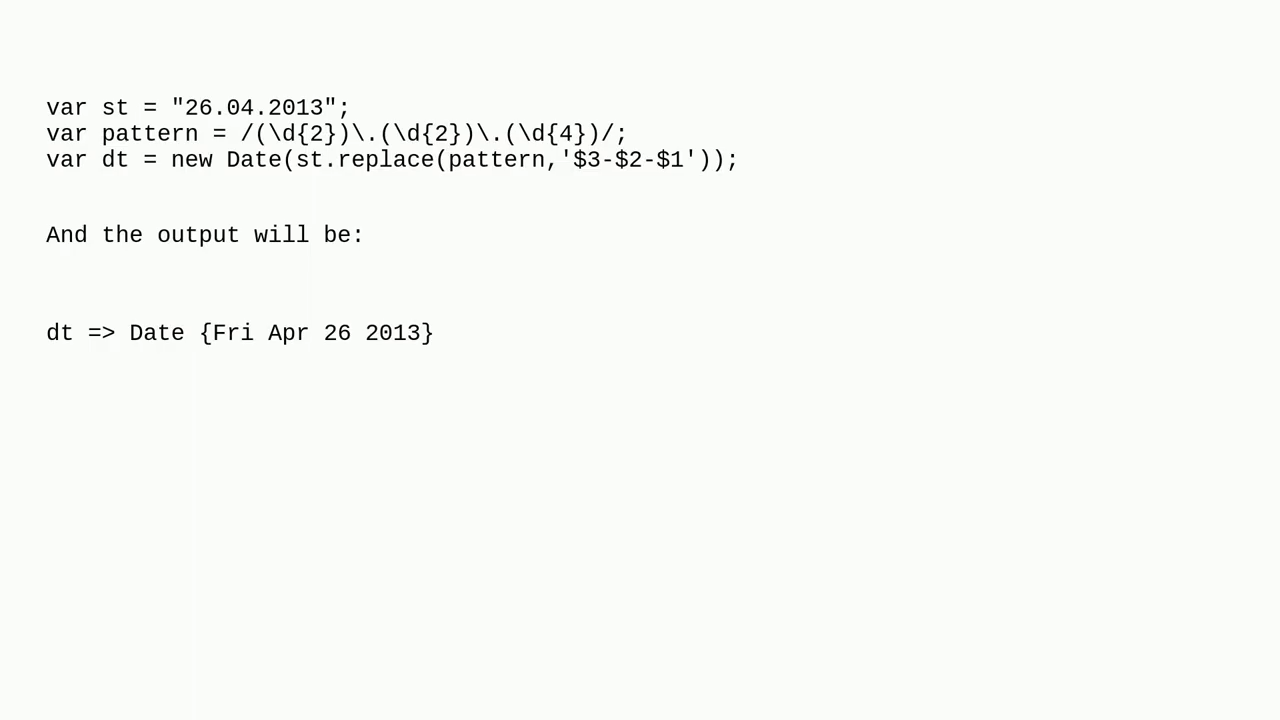 var st = "26.04.2013";
var pattern = /(\d{2})\.(\d{2})\.(\d{4})/;
var dt = new Date(st.replace(pattern,'$3-$2-$1'));
And the output will be:
dt => Date {Fri Apr 26 2013}